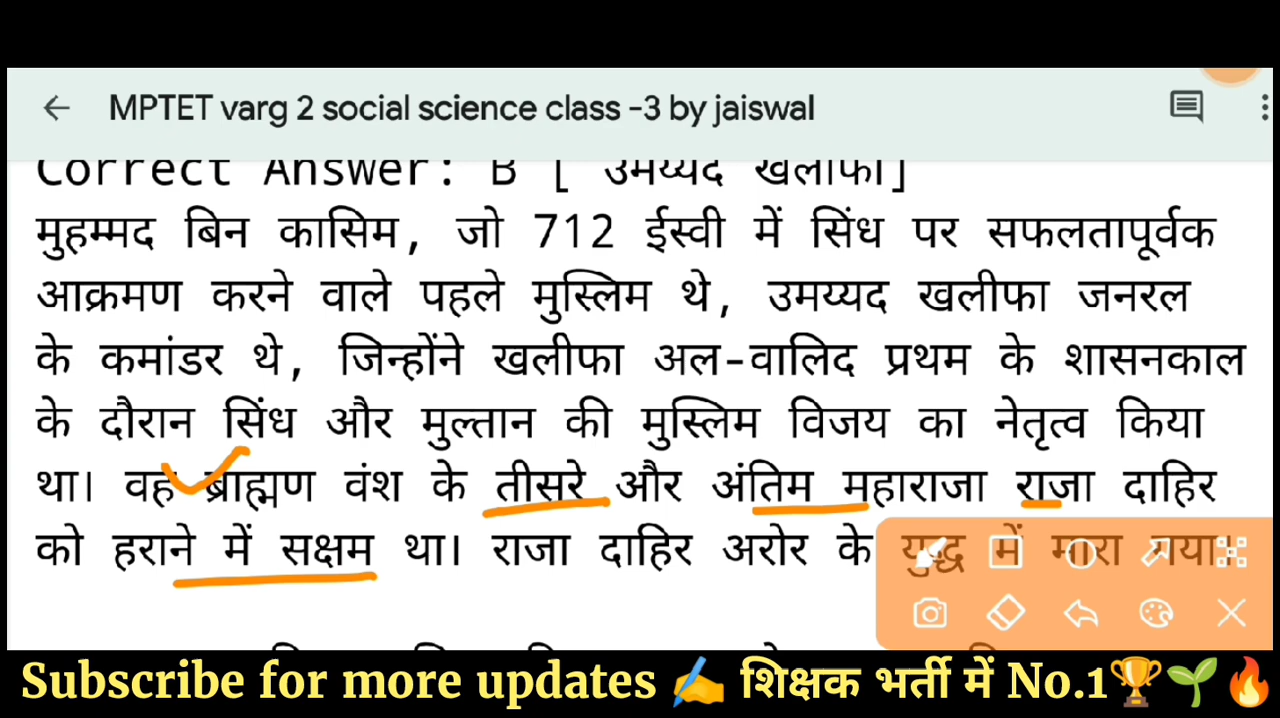 MPTET varg 2 social science class -3 by jaiswal
Correct Answer: B [ उमय्यद खलीफा]
मुहम्मद बिन कासिम, जो 712 ईस्वी में सिंध पर सफलतापूर्वक
आक्रमण करने वाले पहले मुस्लिम थे, उमय्यद खलीफा जनरल
के कमांडर थे, जिन्होंने खलीफा अल-वालिद प्रथम के शासनकाल
के दौरान सिंध और मुल्तान की मुस्लिम विजय का नेतृत्व किया
था। वह ब्राह्मण वंश के तीसरे और अंतिम महाराजा राजा दाहिर
को हराने में सक्षम था। राजा दाहिर अरोर के युद्ध में मारा गया
Subscribe for more updates ✍️ शिक्षक भर्ती में No.1🏆🌱🔥